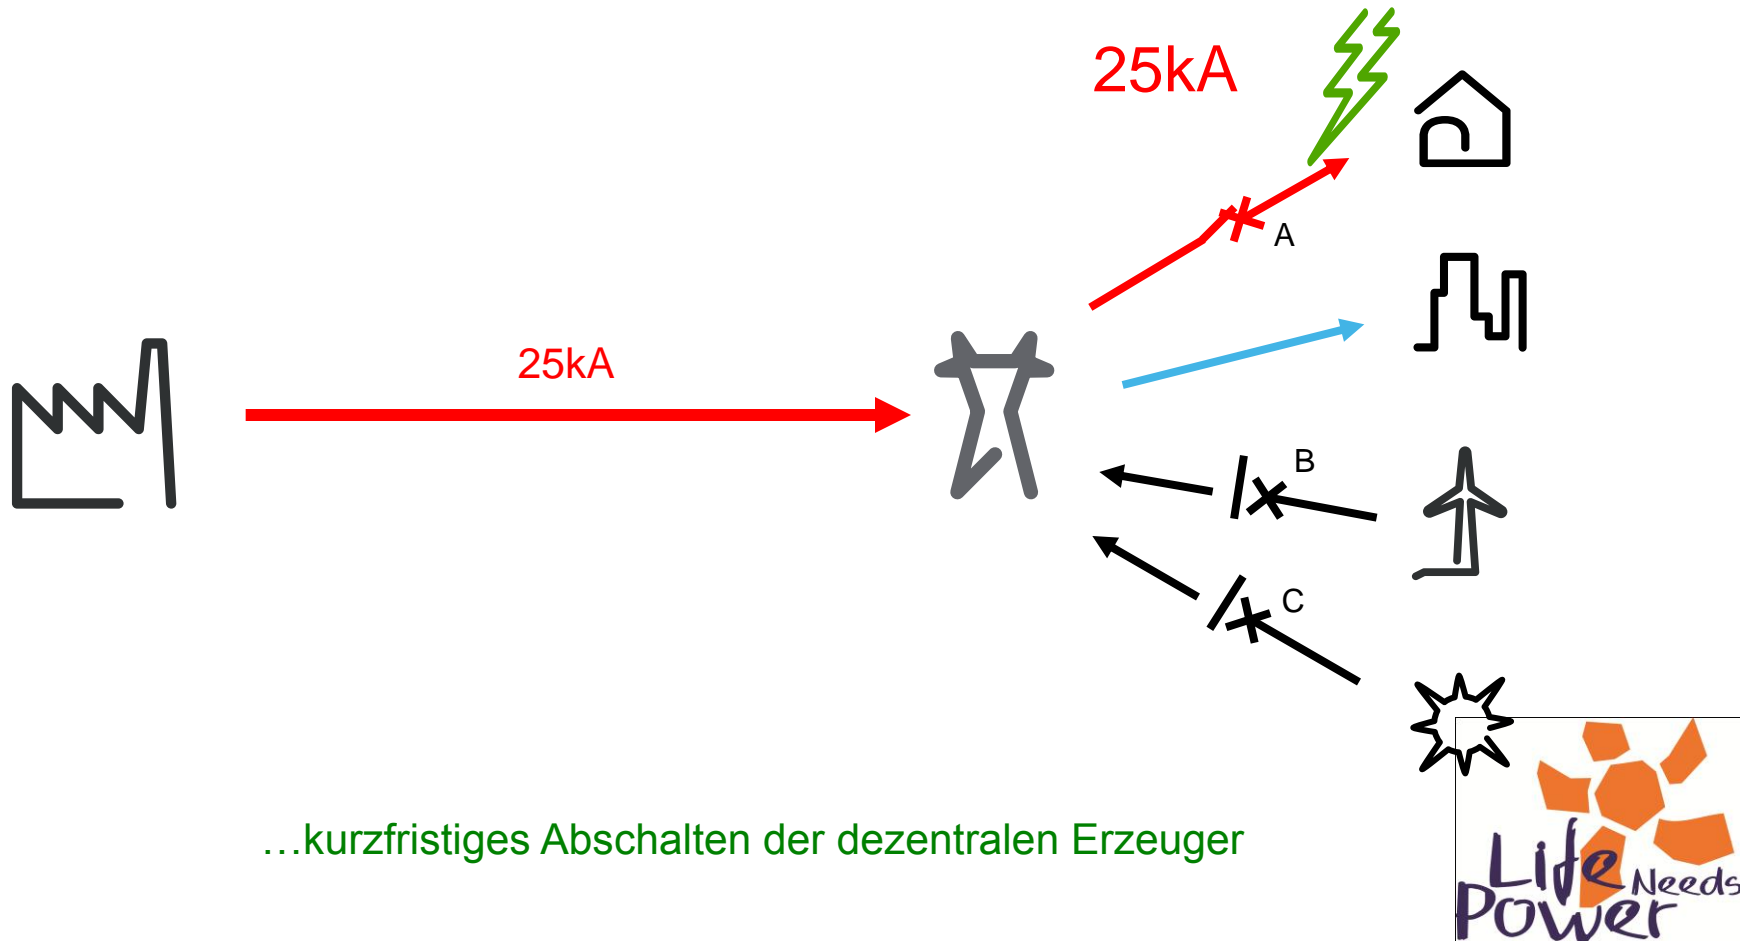 25kA
A
25kA
B
C
…kurzfristiges Abschalten der dezentralen Erzeuger
Life Needs
Power